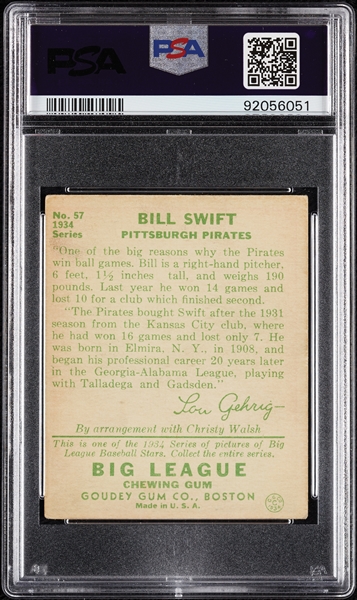 PSA
PSA
92056051
No. 57
1934
Series
BILL SWIFT
PITTSBURGH PIRATES
"One of the big reasons why the Pirates
win ball games. Bill is a right-hand pitcher,
6 feet, 1½ inches tall, and weighs 190
pounds. Last year he won 14 games and
lost 10 for a club which finished second.
"The Pirates bought Swift after the 1931
season from the Kansas City club, where
he had won 16 games and lost only 7. He
was born in Elmira, N. Y., in 1908, and
began his professional career 20 years later
in the Georgia-Alabama League, playing
with Talladega and Gadsden."
Lou Gehrig
By arrangement with Christy Walsh
This is one of the 1934 Series of pictures of Big
League Baseball Stars. Collect the entire series.
BIG LEAGUE
CHEWING GUM
GOUDEY GUM CO., BOSTON
Made in U. S. A.